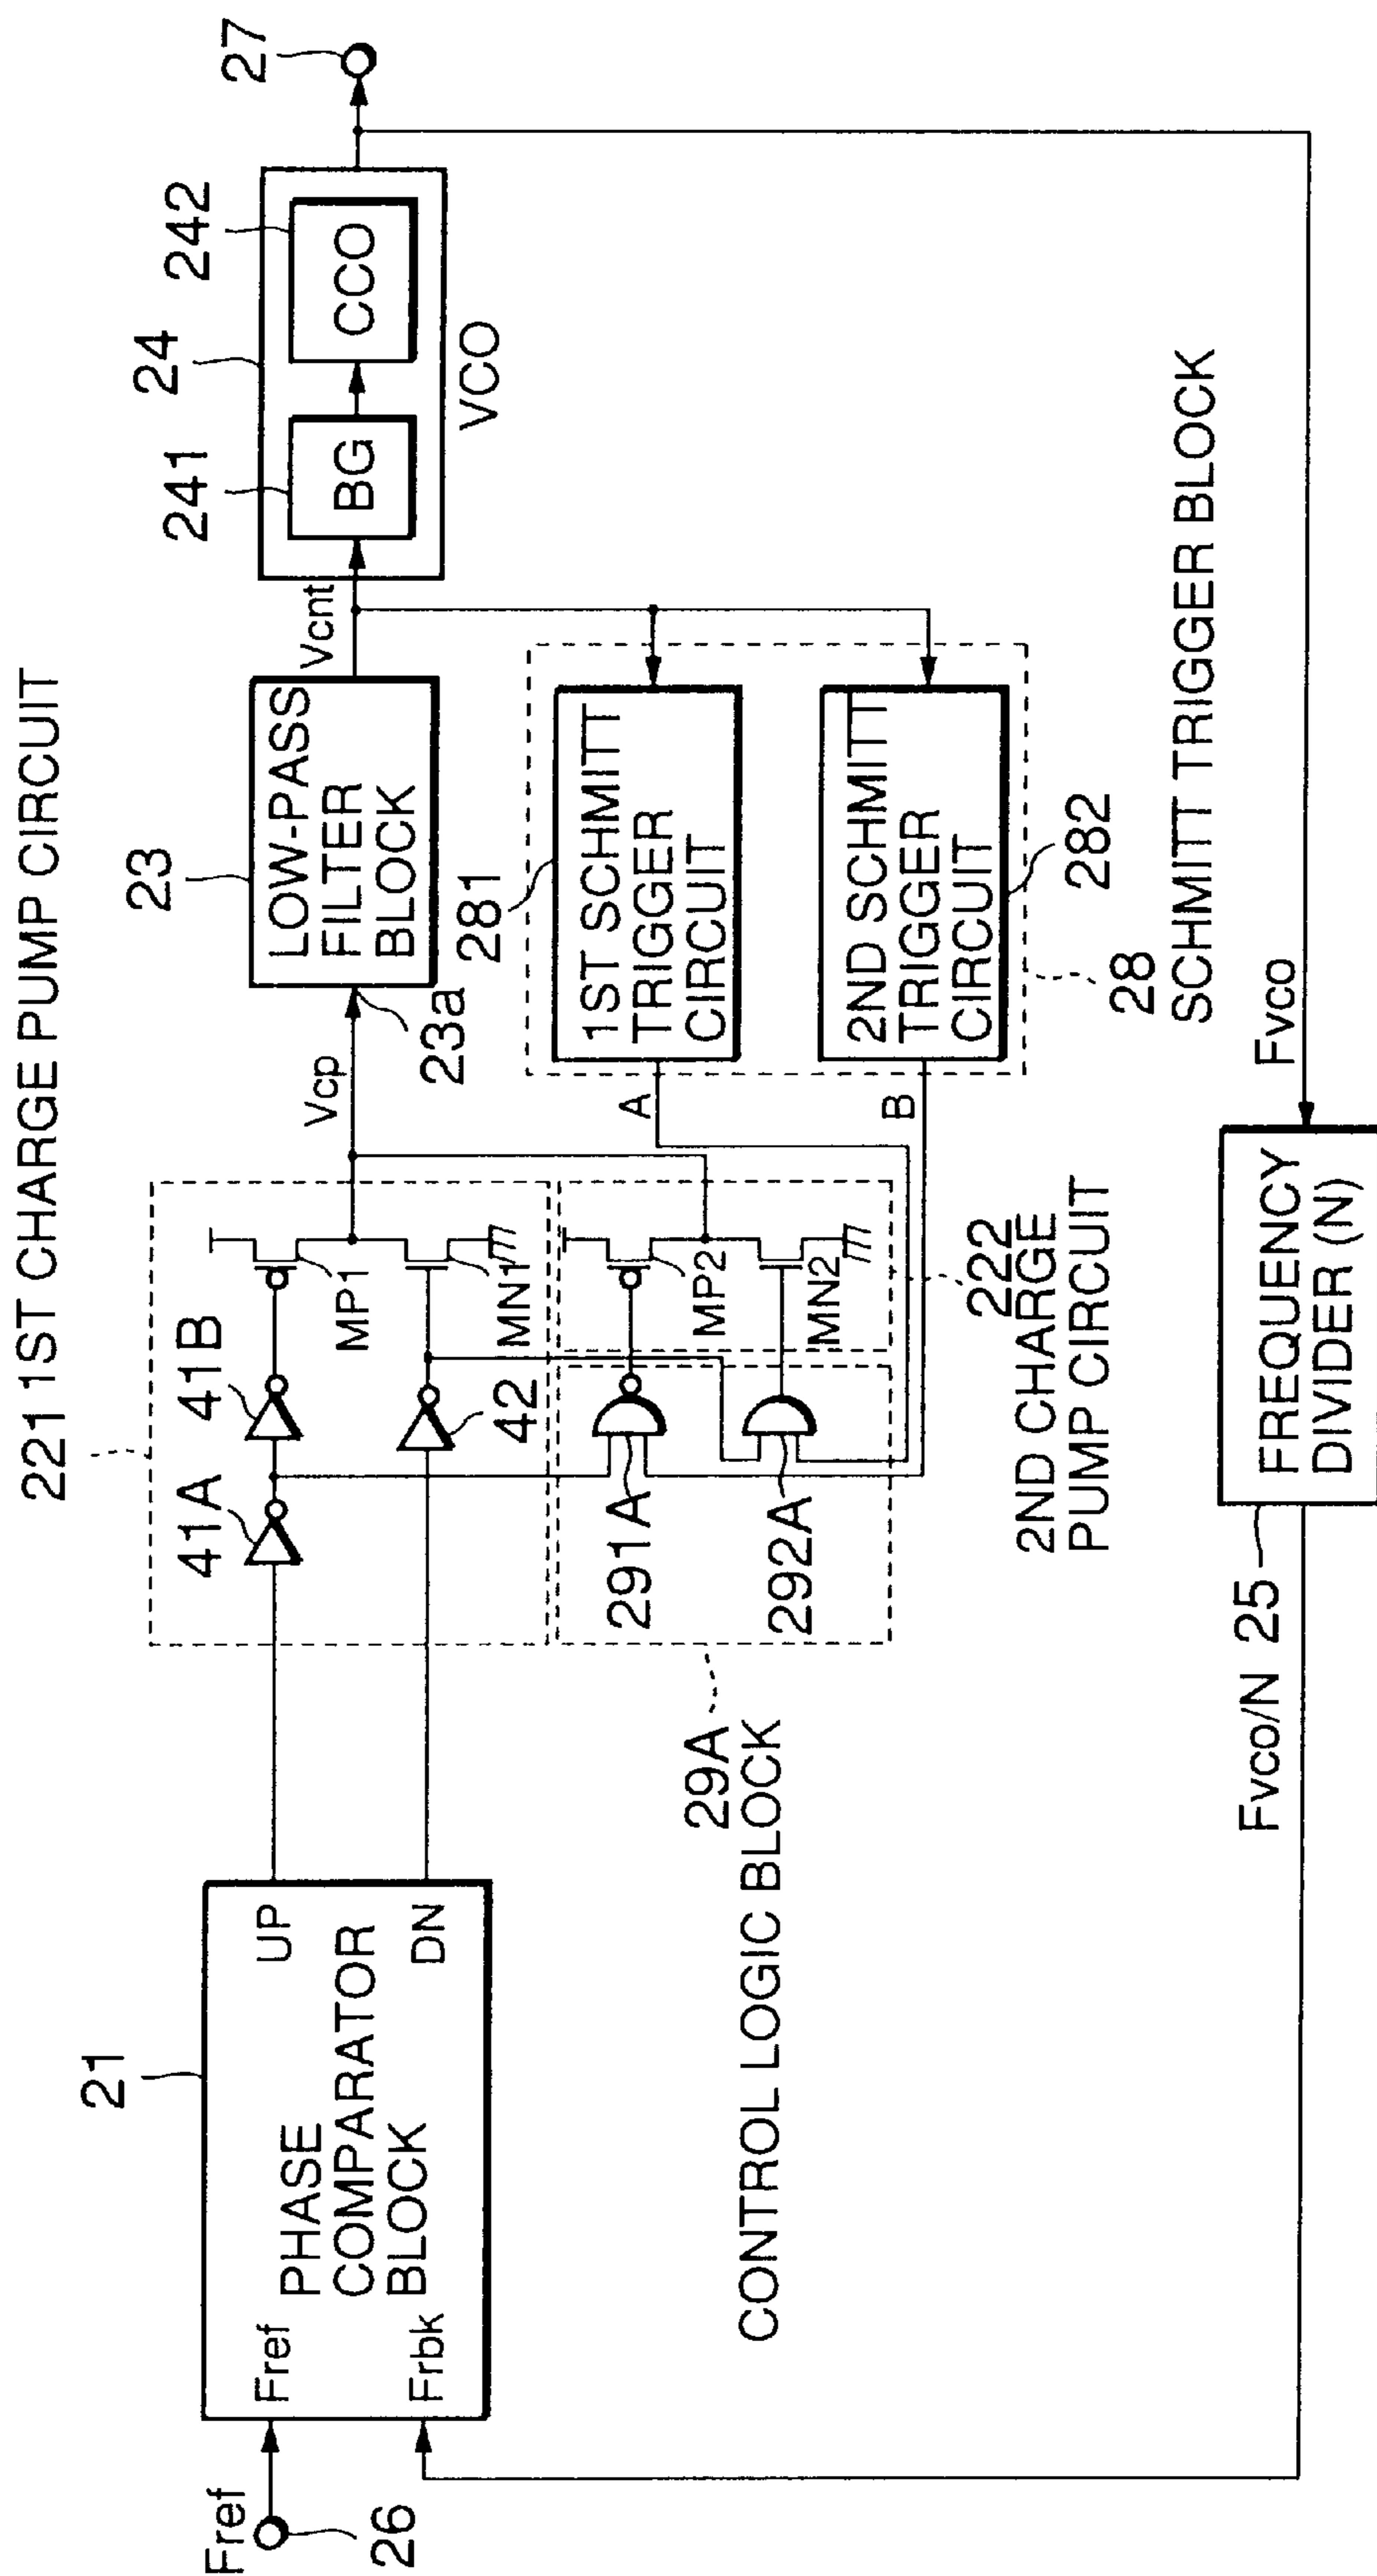 221 1ST CHARGE PUMP CIRCUIT
21
PHASE
COMPARATOR
BLOCK
Fref
Frbk
UP
DN
Fref
26
41A
41B
42
MP1
MN1
Vcp
23
LOW-PASS
FILTER
BLOCK
23a
Vcnt
24
241
BG
242
CCO
VCO
27
29A
CONTROL LOGIC BLOCK
291A
292A
MP2
MN2
222
2ND CHARGE
PUMP CIRCUIT
A
B
281
1ST SCHMITT
TRIGGER
CIRCUIT
2ND SCHMITT
TRIGGER
CIRCUIT
282
28
SCHMITT TRIGGER BLOCK
Fvco/N
25
FREQUENCY
DIVIDER (N)
Fvco